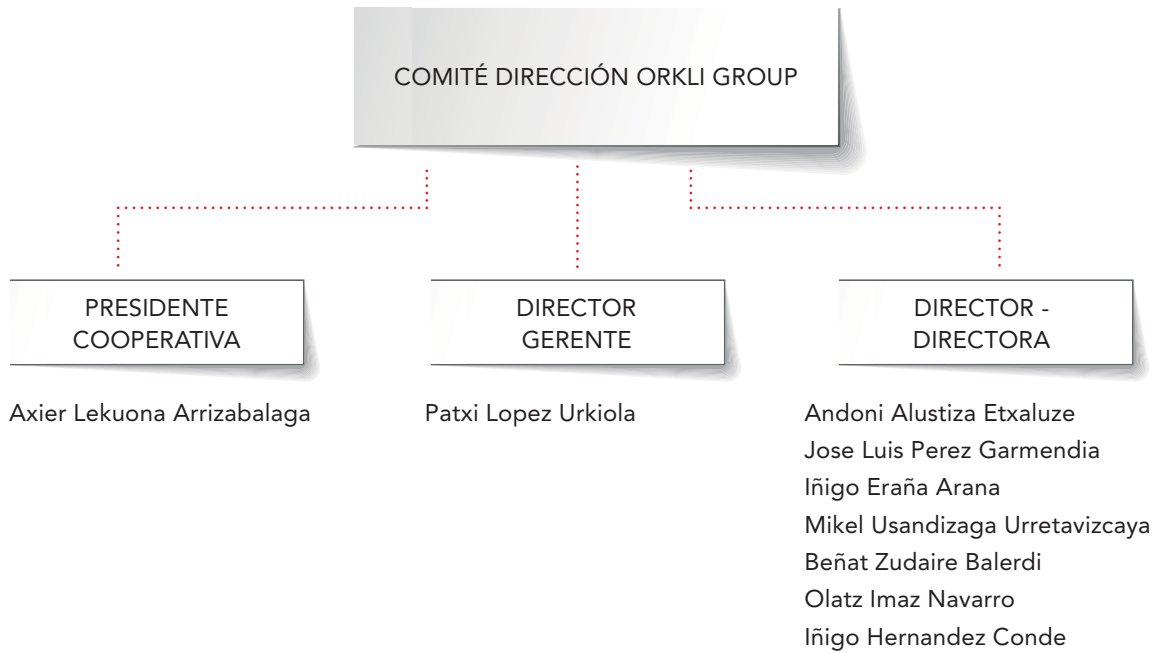 COMITÉ DIRECCIÓN ORKLI GROUP
PRESIDENTE
COOPERATIVA
Axier Lekuona Arrizabalaga
DIRECTOR
GERENTE
Patxi Lopez Urkiola
DIRECTOR -
DIRECTORA
Andoni Alustiza Etxaluze
Jose Luis Perez Garmendia
Iñigo Eraña Arana
Mikel Usandizaga Urretavizcaya
Beñat Zudaire Balerdi
Olatz Imaz Navarro
Iñigo Hernandez Conde